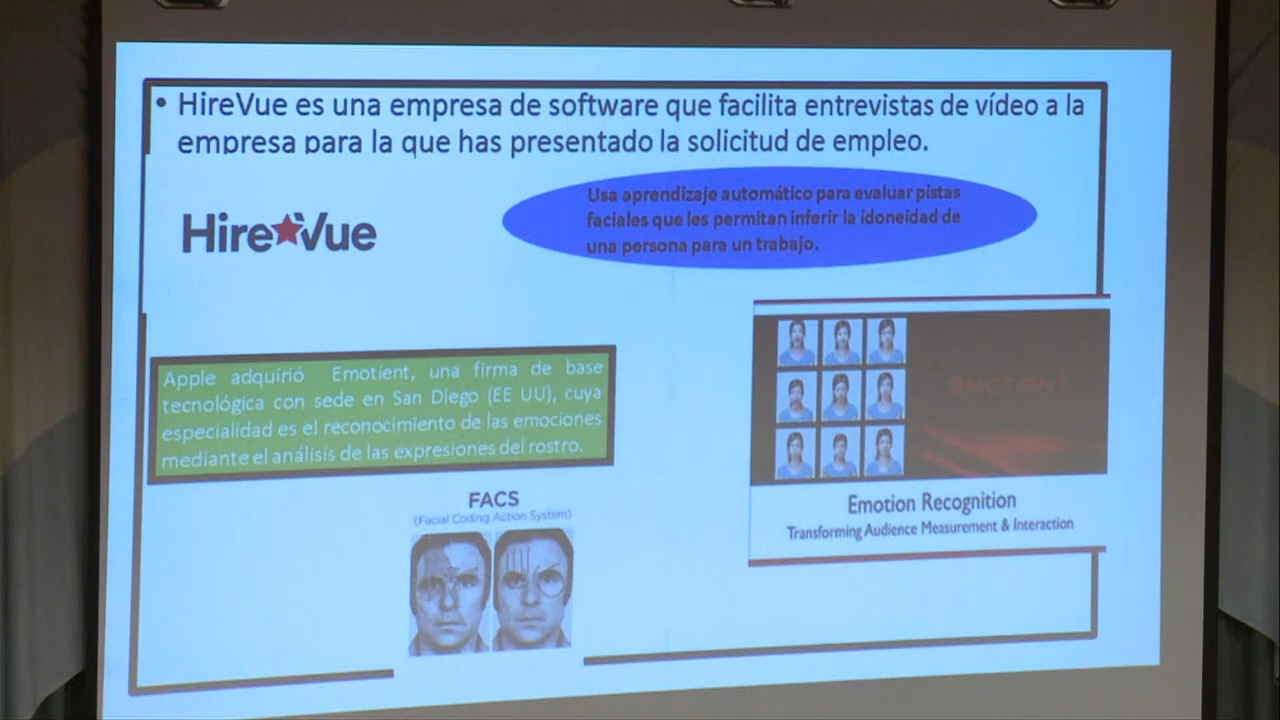 • HireVue es una empresa de software que facilita entrevistas de vídeo a la
empresa para la que has presentado la solicitud de empleo.
Usa aprendizaje automático para evaluar pistas
faciales que les permitan inferir la idoneidad de
una persona para un trabajo.
HireVue
Apple adquirió Emotient, una firma de base
tecnológica con sede en San Diego (EE UU), cuya
especialidad es el reconocimiento de las emociones
mediante el análisis de las expresiones del rostro.
EMOTIENT
Emotion Recognition
Transforming Audience Measurement & Interaction
FACS
(Facial Coding Action System)